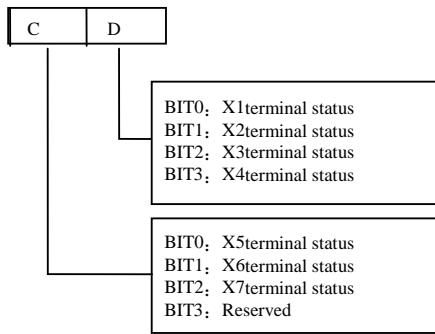 C D
BIT0：X1terminal status
BIT1：X2terminal status
BIT2：X3terminal status
BIT3：X4terminal status
BIT0：X5terminal status
BIT1：X6terminal status
BIT2：X7terminal status
BIT3：Reserved